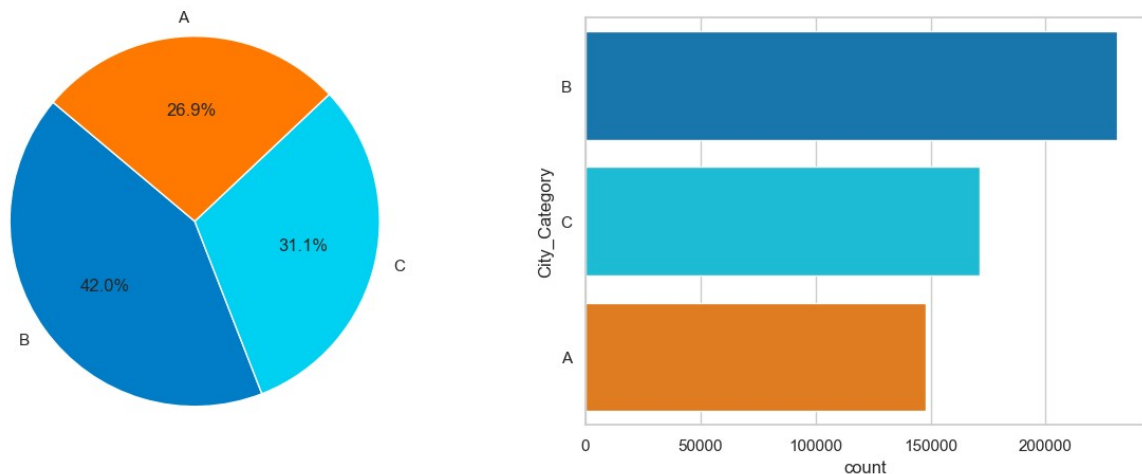 A
26.9%
31.1%
C
42.0%
B
City_Category
B
C
A
0 50000 100000 150000 200000
count